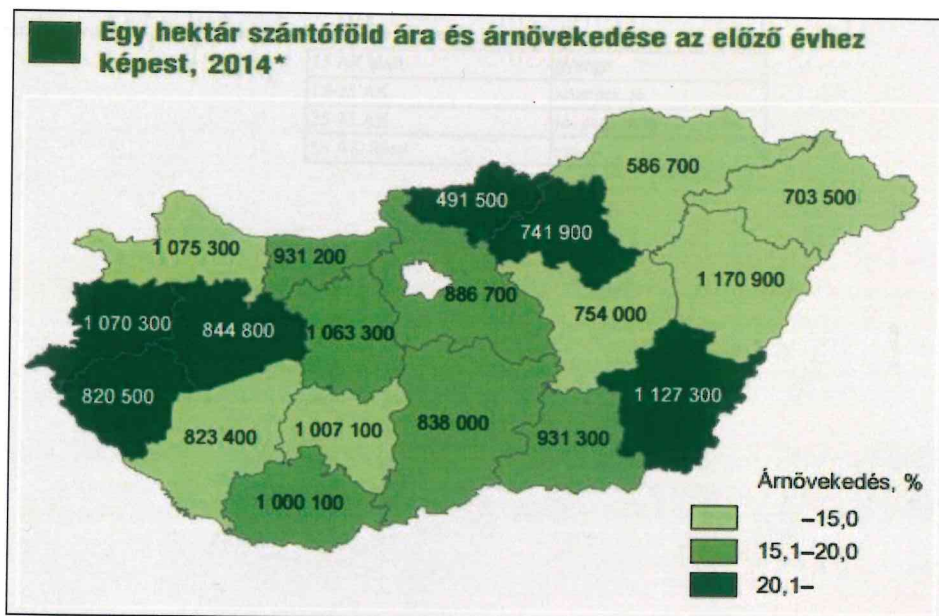 Egy hektár szántóföld ára és árnövekedése az előző évhez
képest, 2014*
586 700
703 500
491 500
741 900
1 075 300
931 200
886 700
1 170 900
754 000
1 070 300
844 800
1 063 300
820 500
1 127 300
823 400
1 007 100
838 000
931 300
1 000 100
Árnövekedés, %
–15,0
15,1–20,0
20,1–